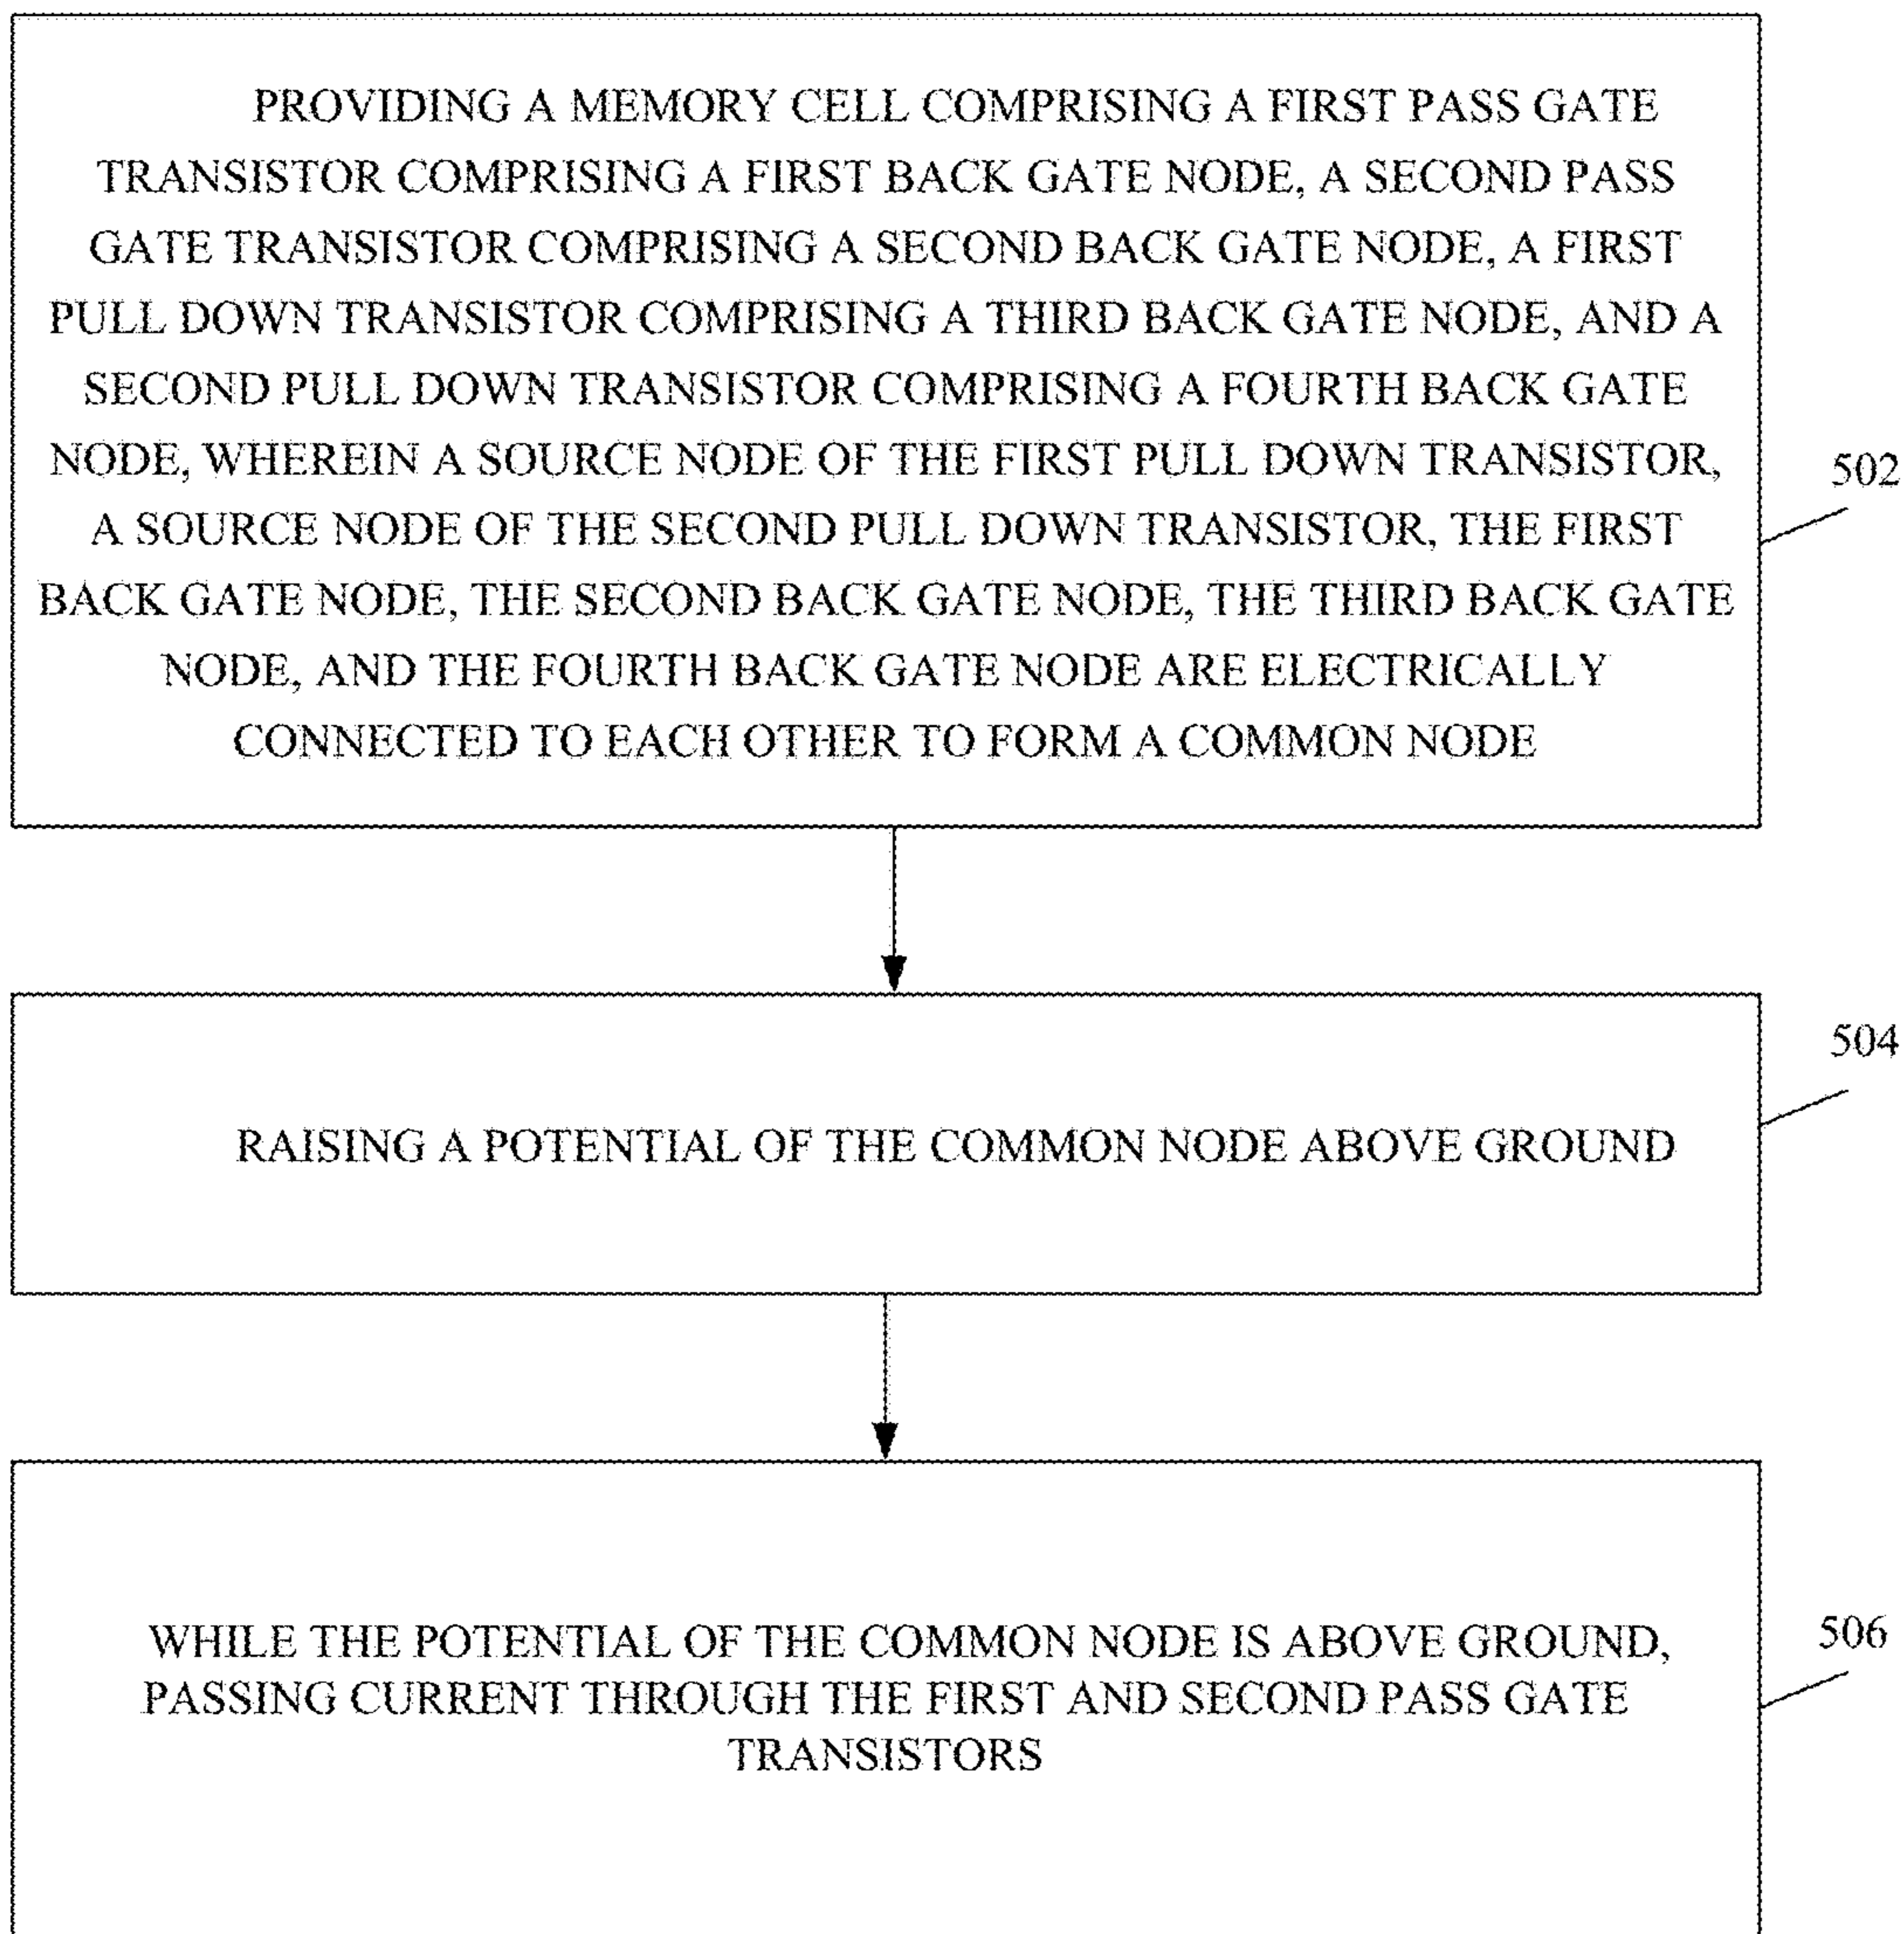 PROVIDING A MEMORY CELL COMPRISING A FIRST PASS GATE
TRANSISTOR COMPRISING A FIRST BACK GATE NODE, A SECOND PASS
GATE TRANSISTOR COMPRISING A SECOND BACK GATE NODE, A FIRST
PULL DOWN TRANSISTOR COMPRISING A THIRD BACK GATE NODE, AND A
SECOND PULL DOWN TRANSISTOR COMPRISING A FOURTH BACK GATE
NODE, WHEREIN A SOURCE NODE OF THE FIRST PULL DOWN TRANSISTOR,
A SOURCE NODE OF THE SECOND PULL DOWN TRANSISTOR, THE FIRST
BACK GATE NODE, THE SECOND BACK GATE NODE, THE THIRD BACK GATE
NODE, AND THE FOURTH BACK GATE NODE ARE ELECTRICALLY
CONNECTED TO EACH OTHER TO FORM A COMMON NODE
502
RAISING A POTENTIAL OF THE COMMON NODE ABOVE GROUND
504
WHILE THE POTENTIAL OF THE COMMON NODE IS ABOVE GROUND,
PASSING CURRENT THROUGH THE FIRST AND SECOND PASS GATE
TRANSISTORS
506